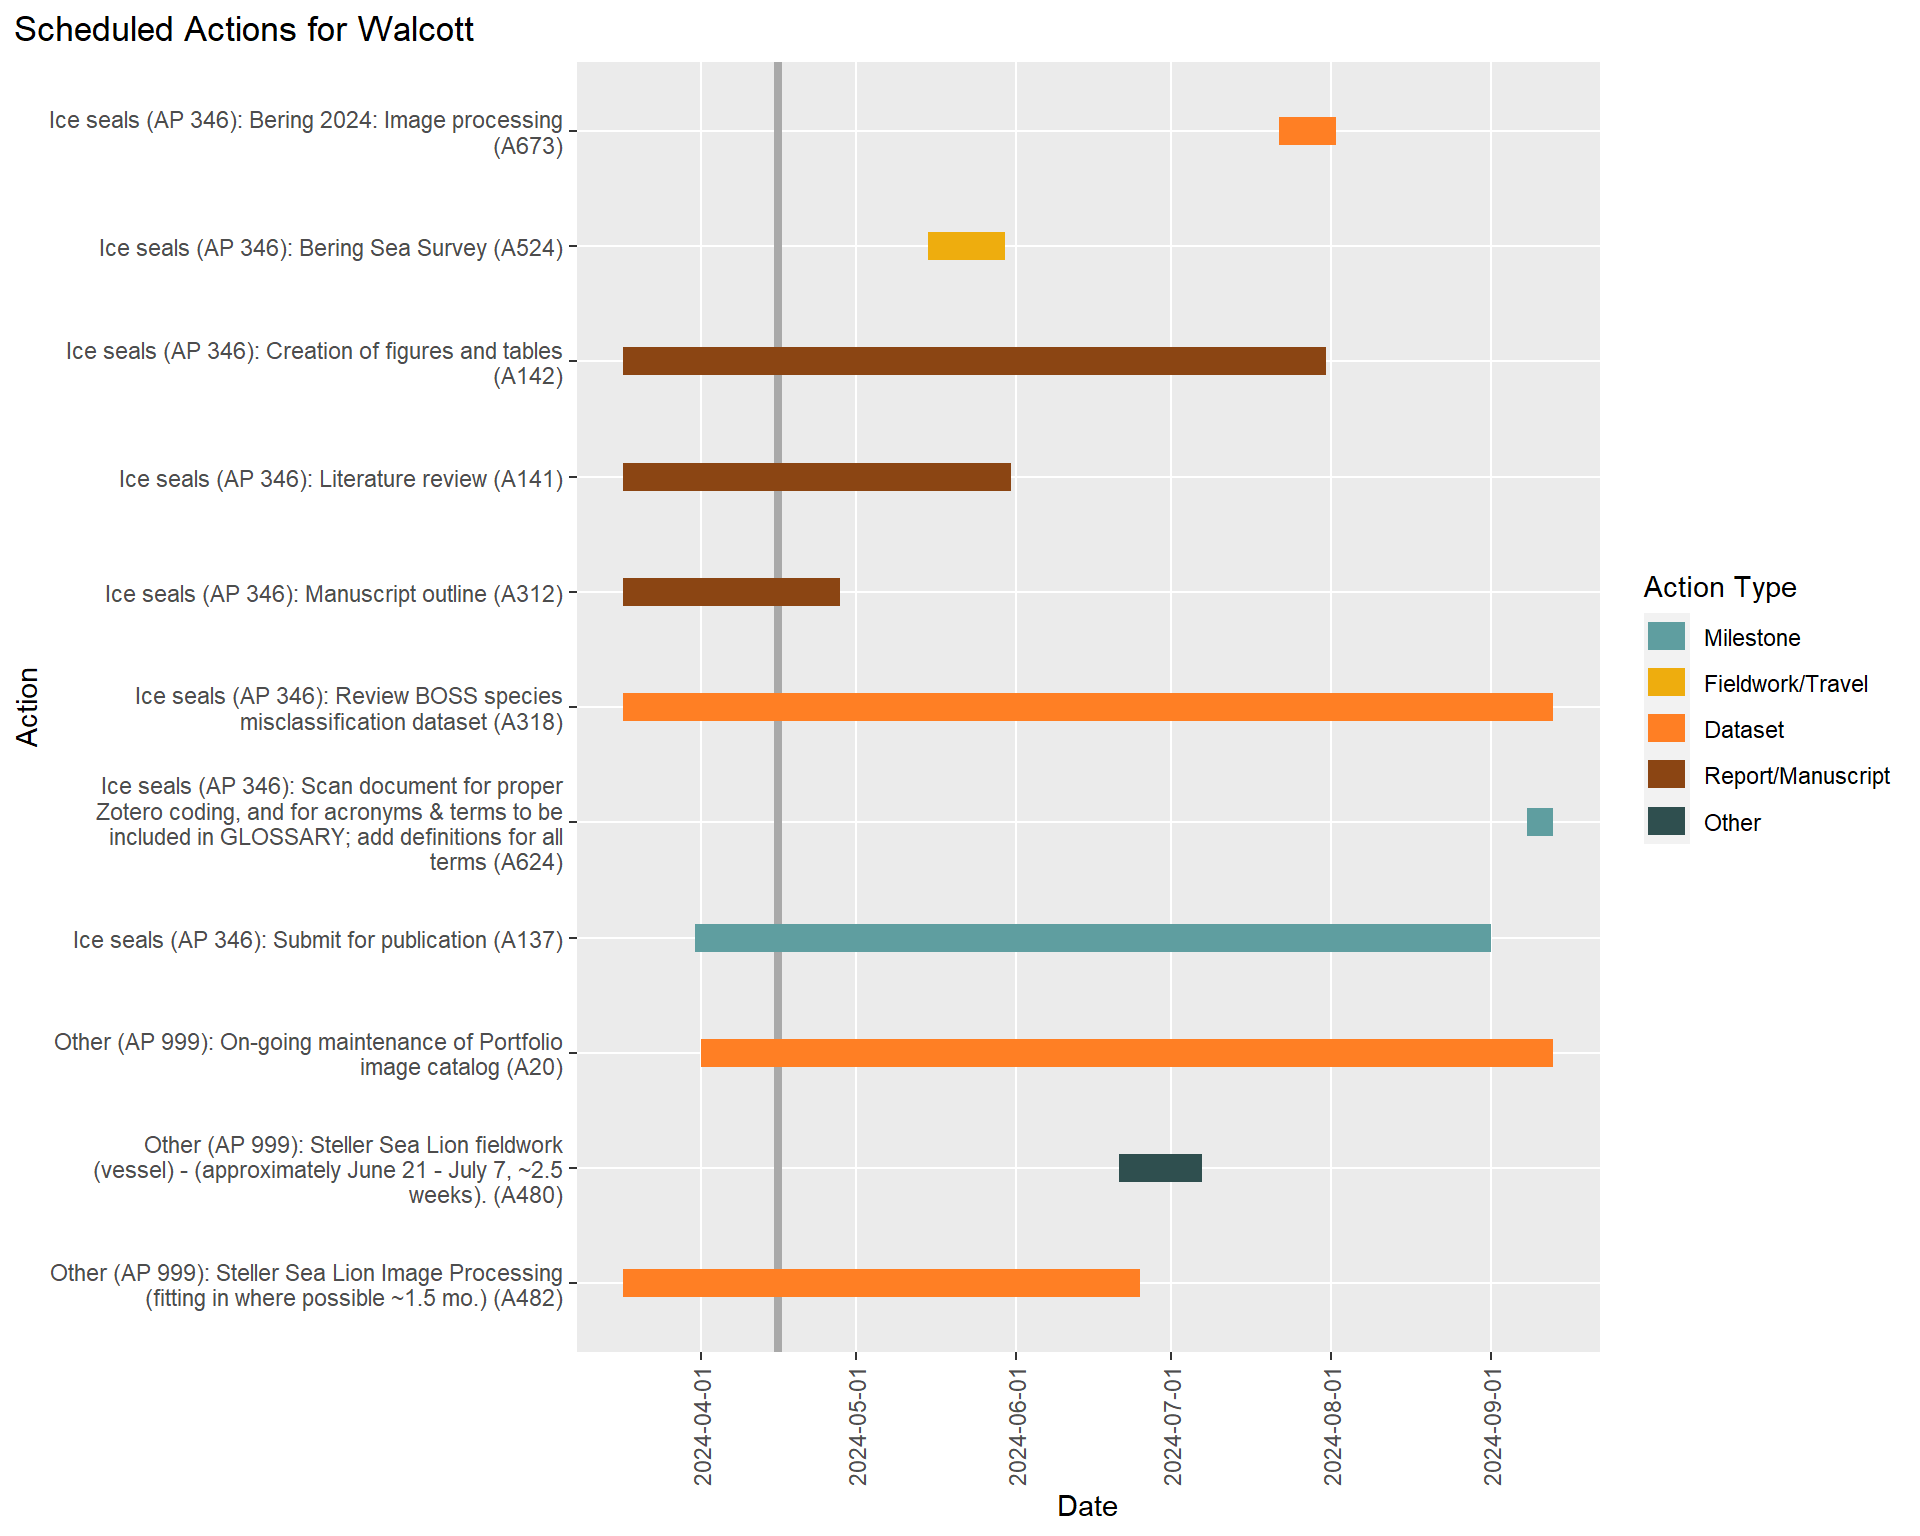 Scheduled Actions for Walcott
Ice seals (AP 346): Bering 2024: Image processing
(A673)
Ice seals (AP 346): Bering Sea Survey (A524)
Ice seals (AP 346): Creation of figures and tables
(A142)
Ice seals (AP 346): Literature review (A141)
Ice seals (AP 346): Manuscript outline (A312)
Ice seals (AP 346): Review BOSS species
misclassification dataset (A318)
Ice seals (AP 346): Scan document for proper
Zotero coding, and for acronyms & terms to be
included in GLOSSARY; add definitions for all
terms (A624)
Ice seals (AP 346): Submit for publication (A137)
Other (AP 999): On-going maintenance of Portfolio
image catalog (A20)
Other (AP 999): Steller Sea Lion fieldwork
(vessel) - (approximately June 21 - July 7, ~2.5
weeks). (A480)
Other (AP 999): Steller Sea Lion Image Processing
(fitting in where possible ~1.5 mo.) (A482)
Action
2024-04-01
2024-05-01
2024-06-01
2024-07-01
2024-08-01
2024-09-01
Date
Action Type
Milestone
Fieldwork/Travel
Dataset
Report/Manuscript
Other